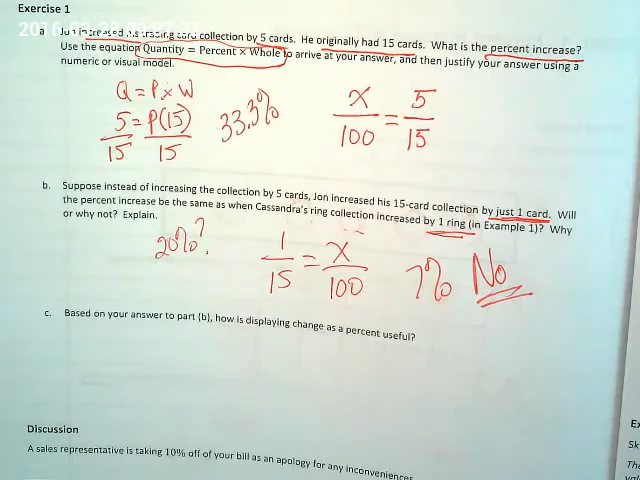 Exercise 1
a. Jon increased his trading card collection by 5 cards. He originally had 15 cards. What is the percent increase?
Use the equation Quantity = Percent × Whole to arrive at your answer, and then justify your answer using a
numeric or visual model.
Q = P × W
5 = P(15)
15 15
33.3%
x/100 = 5/15
b. Suppose instead of increasing the collection by 5 cards, Jon increased his 15-card collection by just 1 card. Will
the percent increase be the same as when Cassandra's ring collection increased by 1 ring (in Example 1)? Why
or why not? Explain.
20%?
1/15 = x/100
7% No
c. Based on your answer to part (b), how is displaying change as a percent useful?
Discussion
A sales representative is taking 10% off of your bill as an apology for any inconveniences.
Sk
The